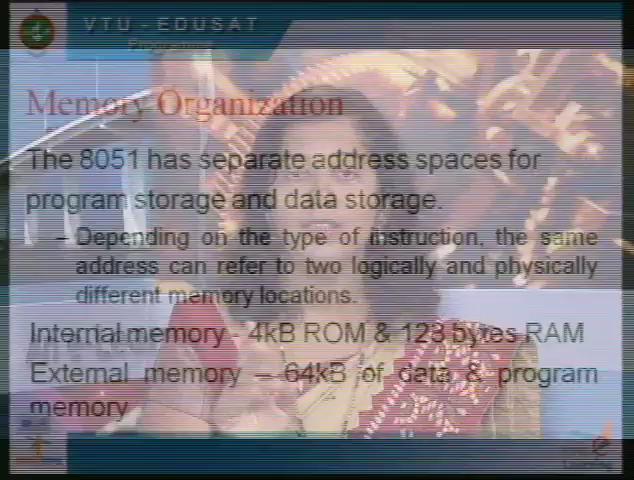 VTU - EDUSAT
Programme
Memory Organization
The 8051 has separate address spaces for
program storage and data storage.
– Depending on the type of instruction, the same
address can refer to two logically and physically
different memory locations.
Internal memory - 4kB ROM & 128 bytes RAM
External memory – 64kB of data & program
memory
Learning